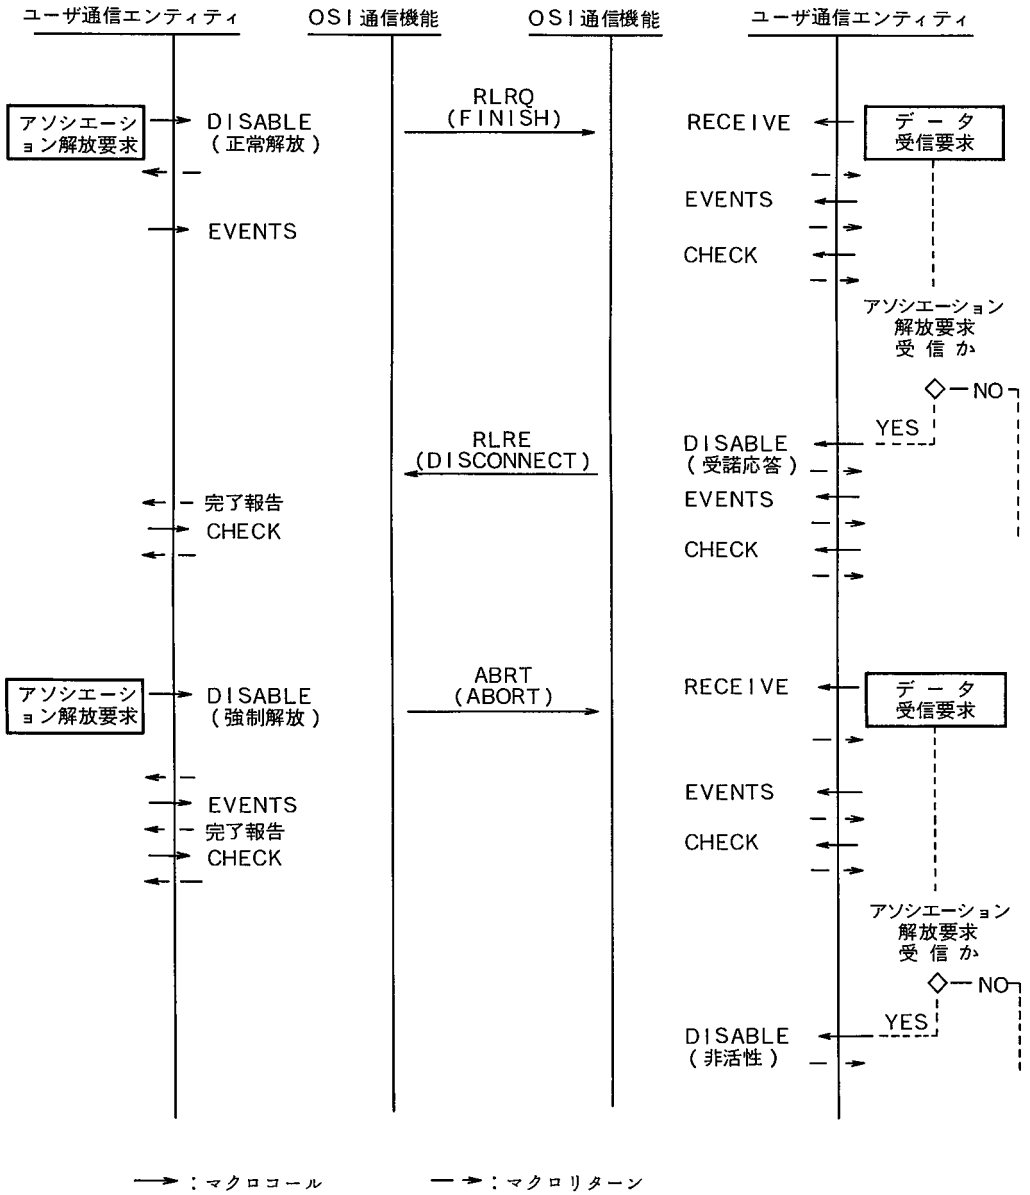 ユーザ通信エンティティ
OSI通信機能
OSI通信機能
ユーザ通信エンティティ
アソシエーシ
ョン解放要求
DISABLE
(正常解放)
EVENTS
RLRQ
(FINISH)
RECEIVE
データ
受信要求
EVENTS
CHECK
アソシエーション
解放要求
受信か
NO
YES
RLRE
(DISCONNECT)
DISABLE
(受諾応答)
EVENTS
CHECK
完了報告
CHECK
アソシエーシ
ョン解放要求
DISABLE
(強制解放)
ABRT
(ABORT)
RECEIVE
データ
受信要求
EVENTS
完了報告
CHECK
EVENTS
CHECK
アソシエーション
解放要求
受信か
NO
YES
DISABLE
(非活性)
:マクロコール
:マクロリターン